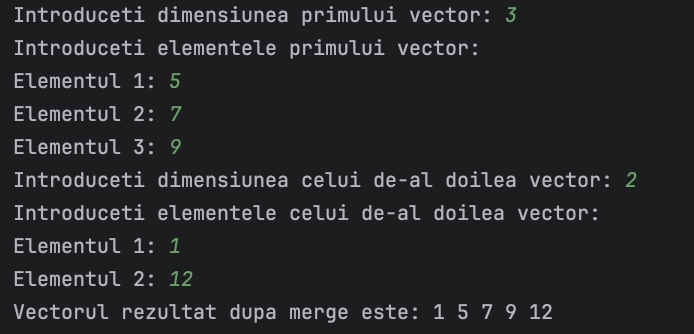 Introduceti dimensiunea primului vector: 3
Introduceti elementele primului vector:
Elementul 1: 5
Elementul 2: 7
Elementul 3: 9
Introduceti dimensiunea celui de-al doilea vector: 2
Introduceti elementele celui de-al doilea vector:
Elementul 1: 1
Elementul 2: 12
Vectorul rezultat dupa merge este: 1 5 7 9 12